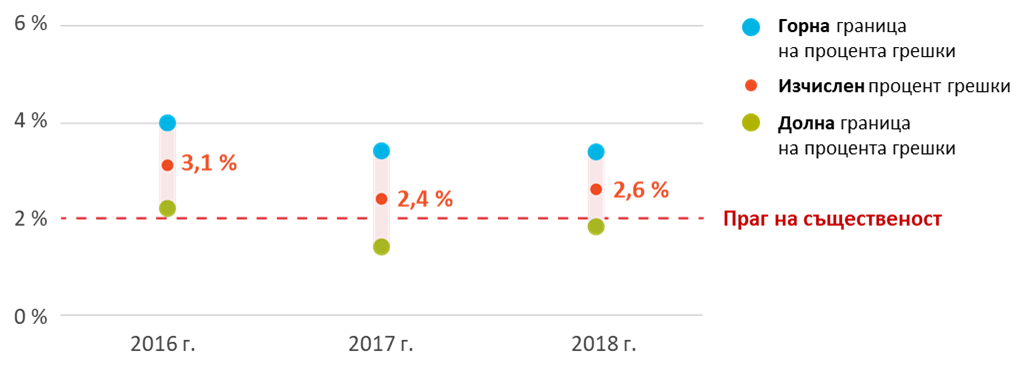 6 %
4 %
2 %
0 %
3,1 %
2,4 %
2,6 %
2016 г.
2017 г.
2018 г.
Горна граница
на процента грешки
Изчислен процент грешки
Долна граница
на процента грешки
Праг на същественост